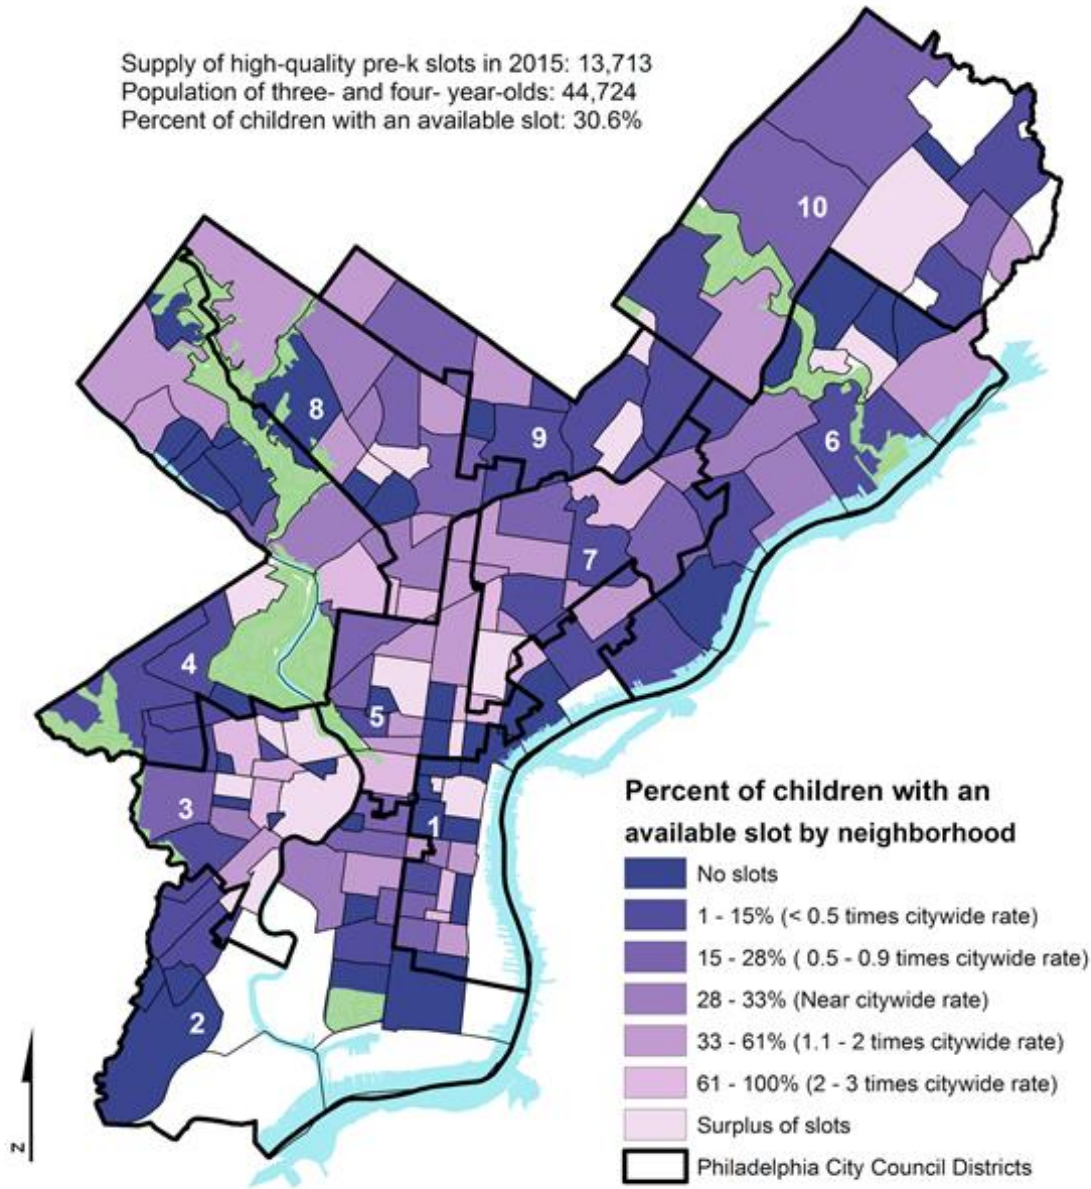 Supply of high-quality pre-k slots in 2015: 13,713
Population of three- and four- year-olds: 44,724
Percent of children with an available slot: 30.6%
10
8
9
6
7
4
5
3
1
2
Percent of children with an
available slot by neighborhood
No slots
1 - 15% (< 0.5 times citywide rate)
15 - 28% ( 0.5 - 0.9 times citywide rate)
28 - 33% (Near citywide rate)
33 - 61% (1.1 - 2 times citywide rate)
61 - 100% (2 - 3 times citywide rate)
Surplus of slots
Philadelphia City Council Districts
N